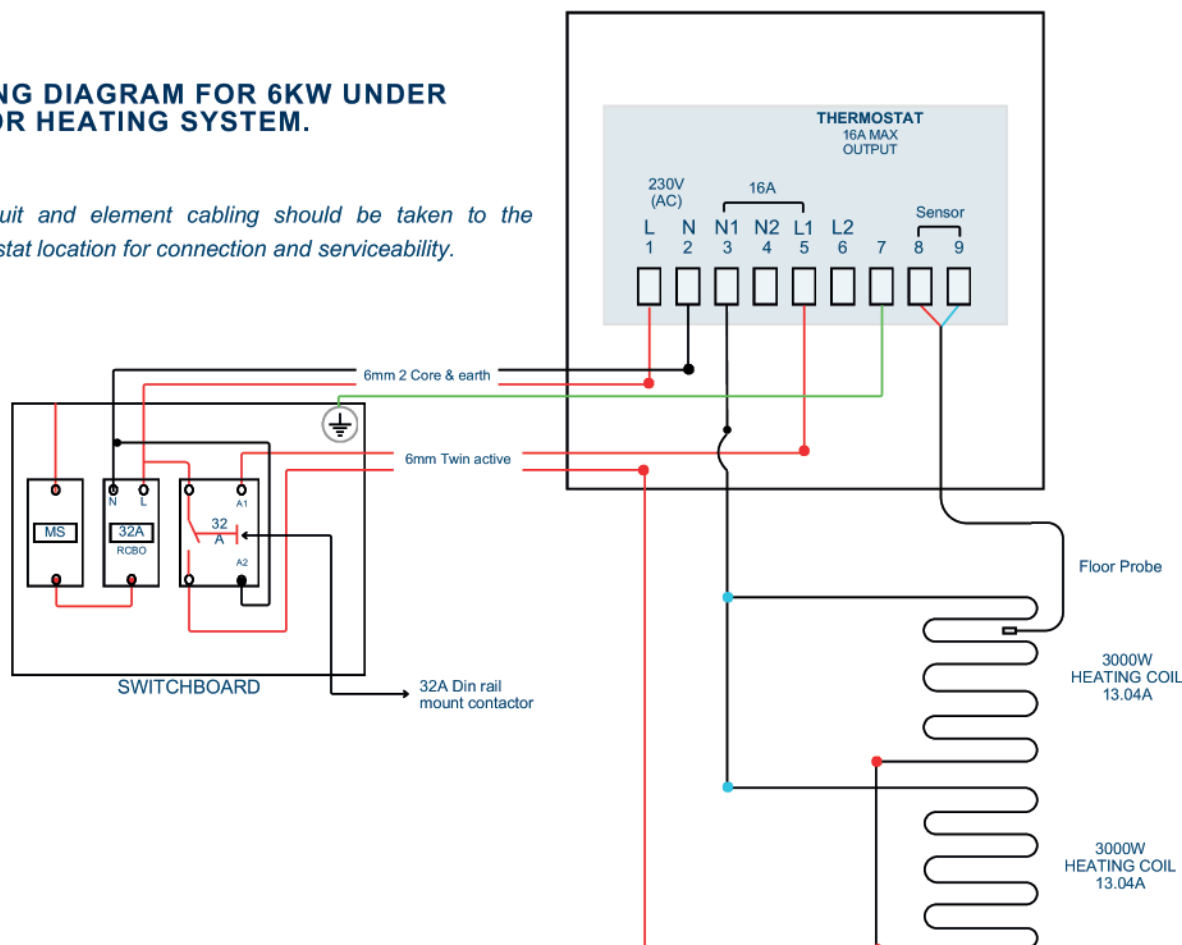 NG DIAGRAM FOR 6KW UNDER
OR HEATING SYSTEM.
uit and element cabling should be taken to the
stat location for connection and serviceability.
THERMOSTAT
16A MAX
OUTPUT
230V
(AC)
16A
Sensor
L N N1 N2 L1 L2
1 2 3 4 5 6 7 8 9
6mm 2 Core & earth
6mm Twin active
N L
A1
MS
32A
RCBO
32
A
A2
SWITCHBOARD
32A Din rail
mount contactor
Floor Probe
3000W
HEATING COIL
13.04A
3000W
HEATING COIL
13.04A